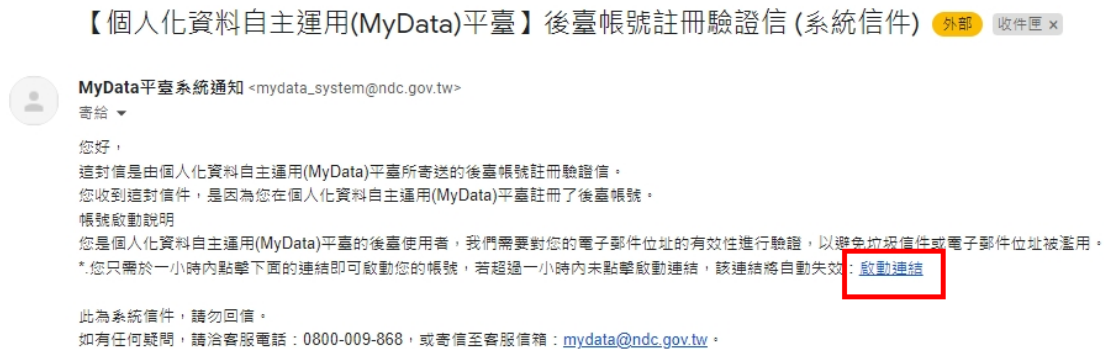 【個人化資料自主運用(MyData)平臺】後臺帳號註冊驗證信 (系統信件) 外部 收件匣 ×
MyData平臺系統通知 <mydata_system@ndc.gov.tw>
寄給
您好，
這封信是由個人化資料自主運用(MyData)平臺所寄送的後臺帳號註冊驗證信。
您收到這封信件，是因為您在個人化資料自主運用(MyData)平臺註冊了後臺帳號。
帳號啟動說明
您是個人化資料自主運用(MyData)平臺的後臺使用者，我們需要對您的電子郵件位址的有效性進行驗證，以避免垃圾信件或電子郵件位址被濫用。
*.您只需於一小時內點擊下面的連結即可啟動您的帳號，若超過一小時內未點擊啟動連結，該連結將自動失效：啟動連結
此為系統信件，請勿回信。
如有任何疑問，請洽客服電話：0800-009-868，或寄信至客服信箱：mydata@ndc.gov.tw。